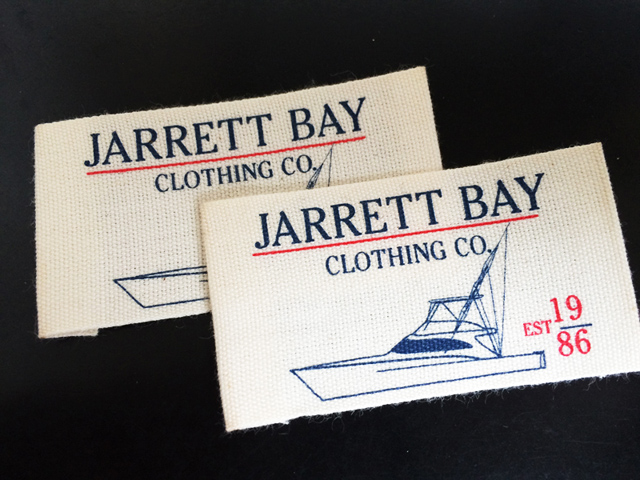 JARRETT BAY
CLOTHING CO.
JARRETT BAY
CLOTHING CO.
EST 19
86